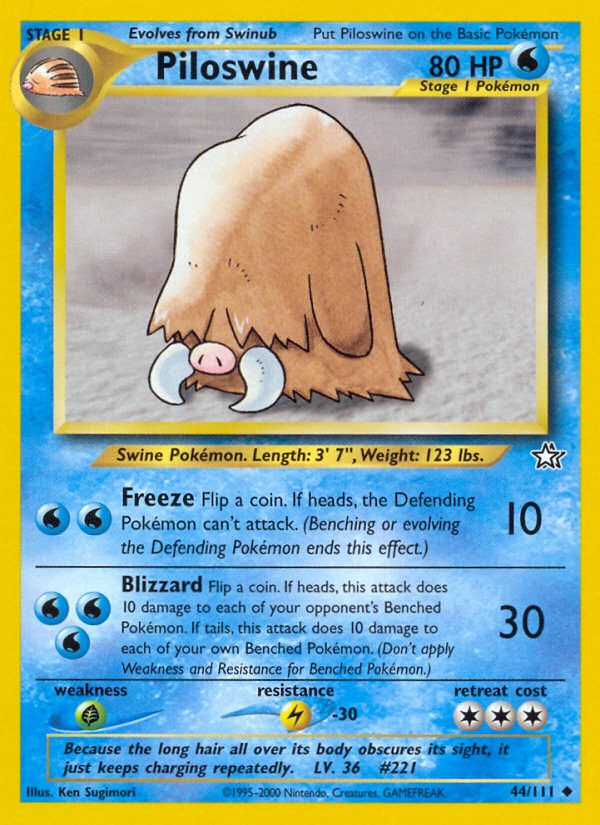 STAGE 1 Evolves from Swinub Put Piloswine on the Basic Pokémon
Piloswine 80 HP
Stage 1 Pokémon
Swine Pokémon. Length: 3' 7", Weight: 123 lbs.
Freeze Flip a coin. If heads, the Defending
Pokémon can't attack. (Benching or evolving
the Defending Pokémon ends this effect.)
10
Blizzard Flip a coin. If heads, this attack does
10 damage to each of your opponent's Benched
Pokémon. If tails, this attack does 10 damage to
each of your own Benched Pokémon. (Don't apply
Weakness and Resistance for Benched Pokémon.)
30
weakness resistance retreat cost
-30
Because the long hair all over its body obscures its sight, it
just keeps charging repeatedly. LV. 36 #221
Illus. Ken Sugimori ©1995-2000 Nintendo, Creatures, GAMEFREAK. 44/111